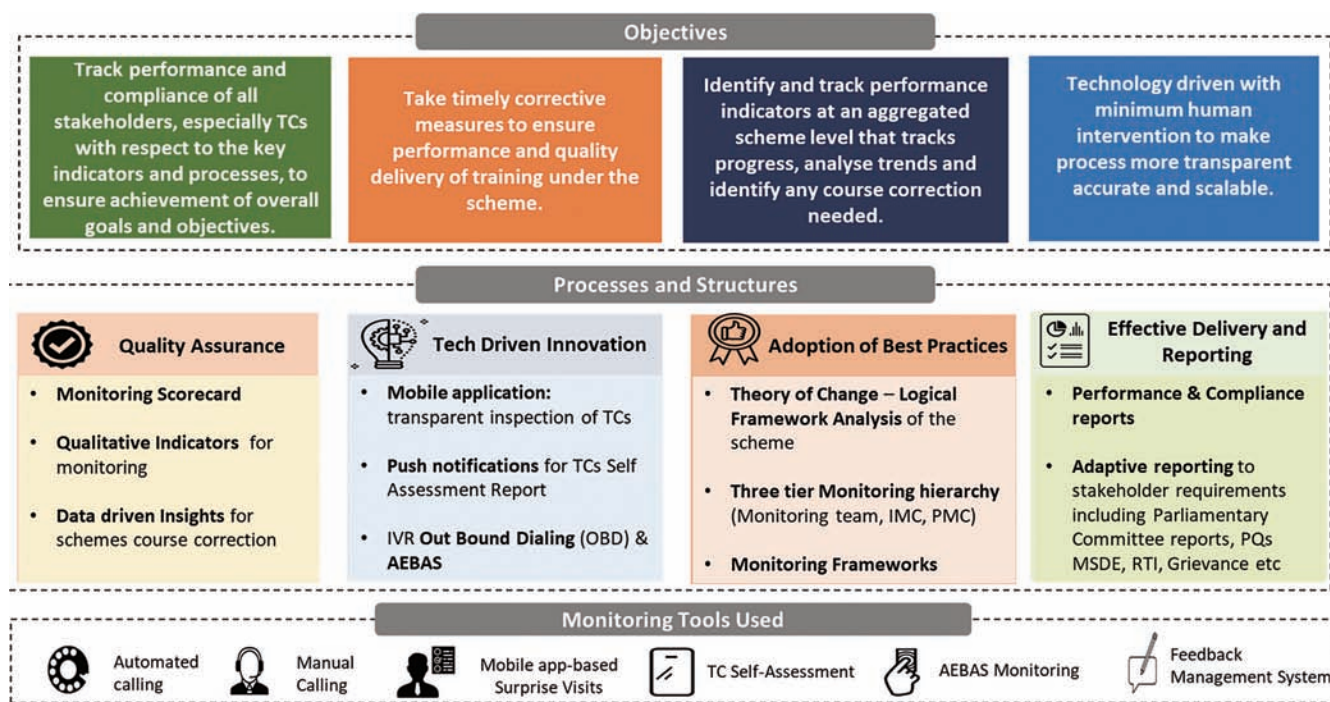 Objectives
Track performance and
compliance of all
stakeholders, especially TCs
with respect to the key
indicators and processes, to
ensure achievement of overall
goals and objectives.
Take timely corrective
measures to ensure
performance and quality
delivery of training under the
scheme.
Identify and track performance
indicators at an aggregated
scheme level that tracks
progress, analyse trends and
identify any course correction
needed.
Technology driven with
minimum human
intervention to make
process more transparent
accurate and scalable.
Processes and Structures
Quality Assurance
• Monitoring Scorecard
• Qualitative Indicators for
monitoring
• Data driven Insights for
schemes course correction
Tech Driven Innovation
• Mobile application:
transparent inspection of TCs
• Push notifications for TCs Self
Assessment Report
• IVR Out Bound Dialing (OBD) &
AEBAS
Adoption of Best Practices
• Theory of Change – Logical
Framework Analysis of the
scheme
• Three tier Monitoring hierarchy
(Monitoring team, IMC, PMC)
• Monitoring Frameworks
Effective Delivery and
Reporting
• Performance & Compliance
reports
• Adaptive reporting to
stakeholder requirements
including Parliamentary
Committee reports, PQs
MSDE, RTI, Grievance etc
Monitoring Tools Used
Automated
calling
Manual
Calling
Mobile app-based
Surprise Visits
TC Self-Assessment
AEBAS Monitoring
Feedback
Management System